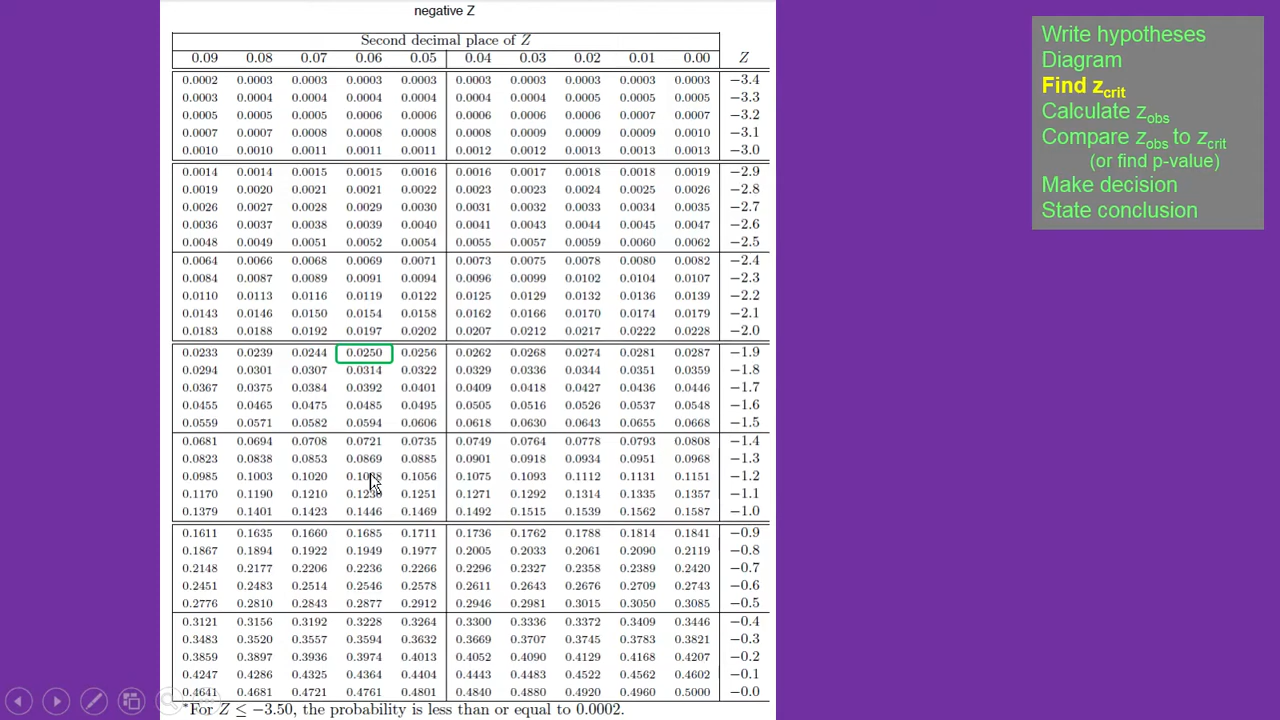 negative Z
Second decimal place of Z
0.09 0.08 0.07 0.06 0.05 0.04 0.03 0.02 0.01 0.00 Z
0.0002 0.0003 0.0003 0.0003 0.0003 0.0003 0.0003 0.0003 0.0003 0.0003 −3.4
0.0003 0.0004 0.0004 0.0004 0.0004 0.0004 0.0004 0.0005 0.0005 0.0005 −3.3
0.0005 0.0005 0.0005 0.0006 0.0006 0.0006 0.0006 0.0006 0.0007 0.0007 −3.2
0.0007 0.0007 0.0008 0.0008 0.0008 0.0008 0.0009 0.0009 0.0009 0.0010 −3.1
0.0010 0.0010 0.0011 0.0011 0.0011 0.0012 0.0012 0.0013 0.0013 0.0013 −3.0
0.0014 0.0014 0.0015 0.0015 0.0016 0.0016 0.0017 0.0018 0.0018 0.0019 −2.9
0.0019 0.0020 0.0021 0.0021 0.0022 0.0023 0.0023 0.0024 0.0025 0.0026 −2.8
0.0026 0.0027 0.0028 0.0029 0.0030 0.0031 0.0032 0.0033 0.0034 0.0035 −2.7
0.0036 0.0037 0.0038 0.0039 0.0040 0.0041 0.0043 0.0044 0.0045 0.0047 −2.6
0.0048 0.0049 0.0051 0.0052 0.0054 0.0055 0.0057 0.0059 0.0060 0.0062 −2.5
0.0064 0.0066 0.0068 0.0069 0.0071 0.0073 0.0075 0.0078 0.0080 0.0082 −2.4
0.0084 0.0087 0.0089 0.0091 0.0094 0.0096 0.0099 0.0102 0.0104 0.0107 −2.3
0.0110 0.0113 0.0116 0.0119 0.0122 0.0125 0.0129 0.0132 0.0136 0.0139 −2.2
0.0143 0.0146 0.0150 0.0154 0.0158 0.0162 0.0166 0.0170 0.0174 0.0179 −2.1
0.0183 0.0188 0.0192 0.0197 0.0202 0.0207 0.0212 0.0217 0.0222 0.0228 −2.0
0.0233 0.0239 0.0244 0.0250 0.0256 0.0262 0.0268 0.0274 0.0281 0.0287 −1.9
0.0294 0.0301 0.0307 0.0314 0.0322 0.0329 0.0336 0.0344 0.0351 0.0359 −1.8
0.0367 0.0375 0.0384 0.0392 0.0401 0.0409 0.0418 0.0427 0.0436 0.0446 −1.7
0.0455 0.0465 0.0475 0.0485 0.0495 0.0505 0.0516 0.0526 0.0537 0.0548 −1.6
0.0559 0.0571 0.0582 0.0594 0.0606 0.0618 0.0630 0.0643 0.0655 0.0668 −1.5
0.0681 0.0694 0.0708 0.0721 0.0735 0.0749 0.0764 0.0778 0.0793 0.0808 −1.4
0.0823 0.0838 0.0853 0.0869 0.0885 0.0901 0.0918 0.0934 0.0951 0.0968 −1.3
0.0985 0.1003 0.1020 0.1056 0.1075 0.1093 0.1112 0.1131 0.1151 −1.2
0.1170 0.1190 0.1210 0.1251 0.1271 0.1292 0.1314 0.1335 0.1357 −1.1
0.1379 0.1401 0.1423 0.1446 0.1469 0.1492 0.1515 0.1539 0.1562 0.1587 −1.0
0.1611 0.1635 0.1660 0.1685 0.1711 0.1736 0.1762 0.1788 0.1814 0.1841 −0.9
0.1867 0.1894 0.1922 0.1949 0.1977 0.2005 0.2033 0.2061 0.2090 0.2119 −0.8
0.2148 0.2177 0.2206 0.2236 0.2266 0.2296 0.2327 0.2358 0.2389 0.2420 −0.7
0.2451 0.2483 0.2514 0.2546 0.2578 0.2611 0.2643 0.2676 0.2709 0.2743 −0.6
0.2776 0.2810 0.2843 0.2877 0.2912 0.2946 0.2981 0.3015 0.3050 0.3085 −0.5
0.3121 0.3156 0.3192 0.3228 0.3264 0.3300 0.3336 0.3372 0.3409 0.3446 −0.4
0.3483 0.3520 0.3557 0.3594 0.3632 0.3669 0.3707 0.3745 0.3783 0.3821 −0.3
0.3859 0.3897 0.3936 0.3974 0.4013 0.4052 0.4090 0.4129 0.4168 0.4207 −0.2
0.4247 0.4286 0.4325 0.4364 0.4404 0.4443 0.4483 0.4522 0.4562 0.4602 −0.1
0.4641 0.4681 0.4721 0.4761 0.4801 0.4840 0.4880 0.4920 0.4960 0.5000 −0.0
*For Z ≤ −3.50, the probability is less than or equal to 0.0002.
Write hypotheses
Diagram
Find zcrit
Calculate zobs
Compare zobs to zcrit
(or find p-value)
Make decision
State conclusion